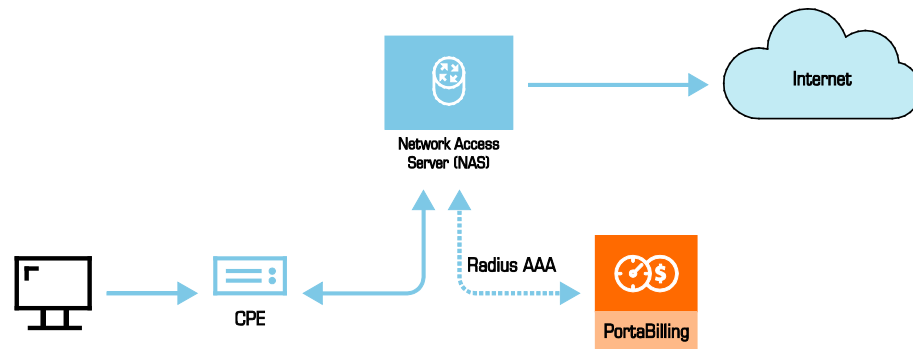 Internet
Network Access
Server (NAS)
Radius AAA
CPE
PortaBilling